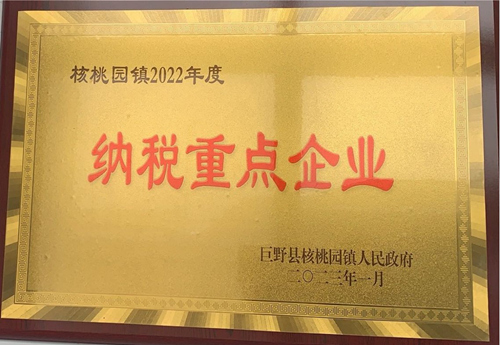 核桃园镇2022年度
纳税重点企业
巨野县核桃园镇人民政府
二〇二三年一月